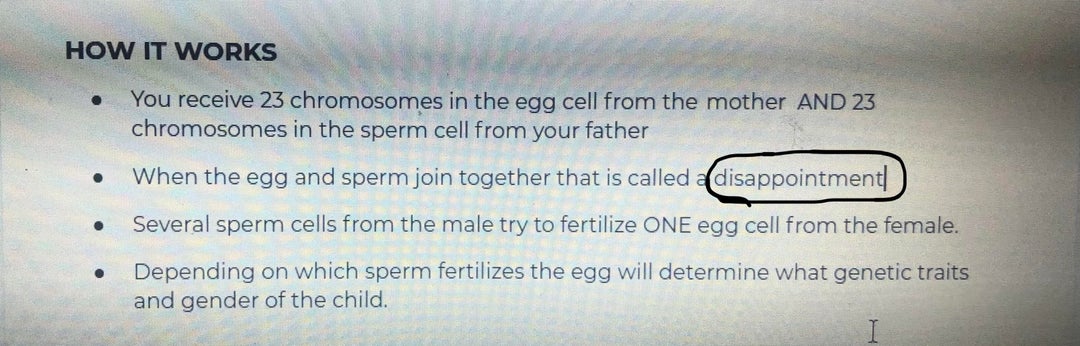 HOW IT WORKS
• You receive 23 chromosomes in the egg cell from the mother AND 23
chromosomes in the sperm cell from your father
• When the egg and sperm join together that is called a disappointment
• Several sperm cells from the male try to fertilize ONE egg cell from the female.
• Depending on which sperm fertilizes the egg will determine what genetic traits
and gender of the child.